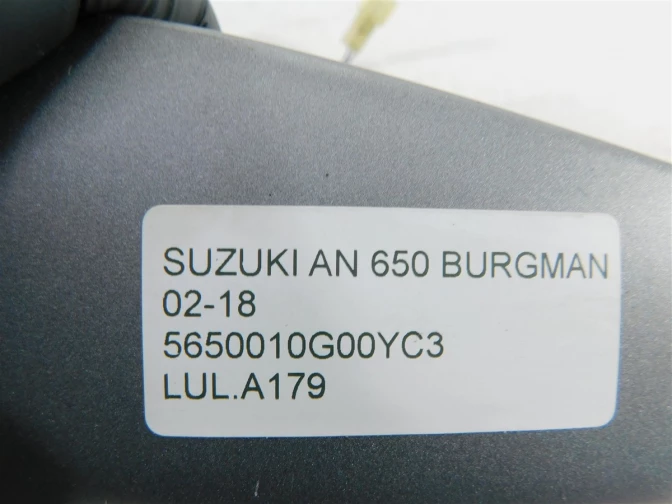 SUZUKI AN 650 BURGMAN
02-18
5650010G00YC3
LUL.A179